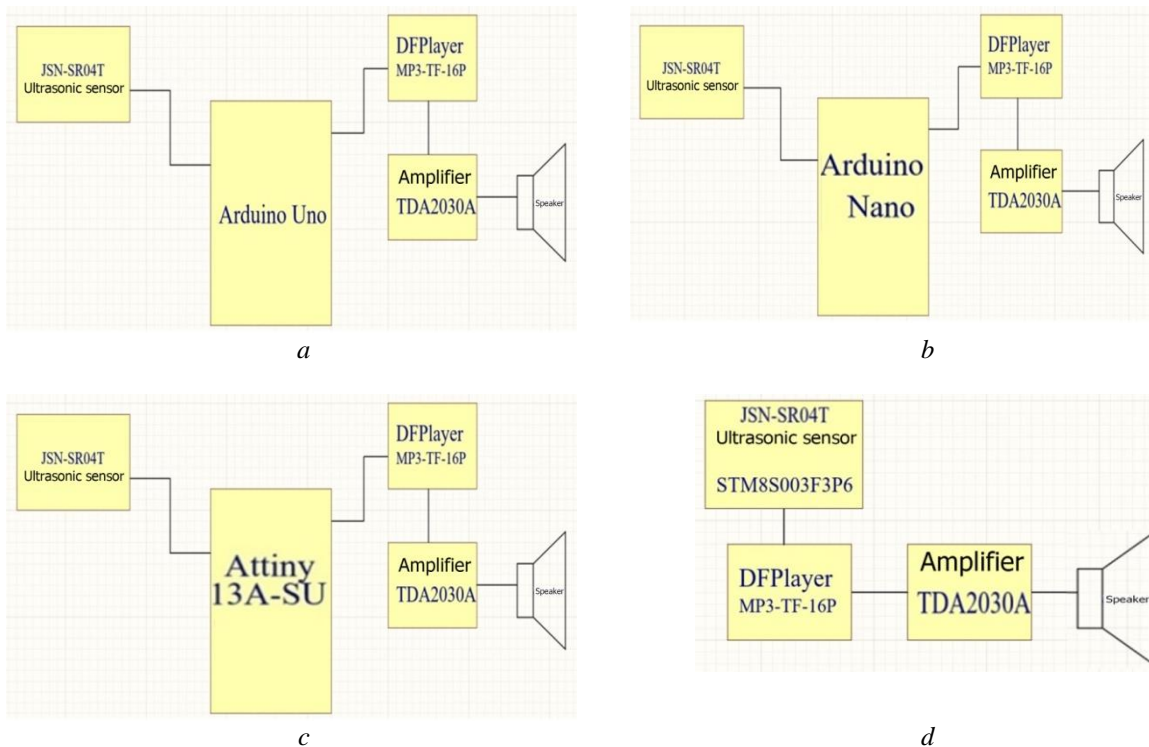 JSN-SR04T
Ultrasonic sensor
Arduino Uno
DFPlayer
MP3-TF-16P
Amplifier
TDA2030A
Speaker
a
JSN-SR04T
Ultrasonic sensor
Arduino
Nano
DFPlayer
MP3-TF-16P
Amplifier
TDA2030A
Speaker
b
JSN-SR04T
Ultrasonic sensor
Attiny
13A-SU
DFPlayer
MP3-TF-16P
Amplifier
TDA2030A
Speaker
c
JSN-SR04T
Ultrasonic sensor
STM8S003F3P6
DFPlayer
MP3-TF-16P
Amplifier
TDA2030A
Speaker
d